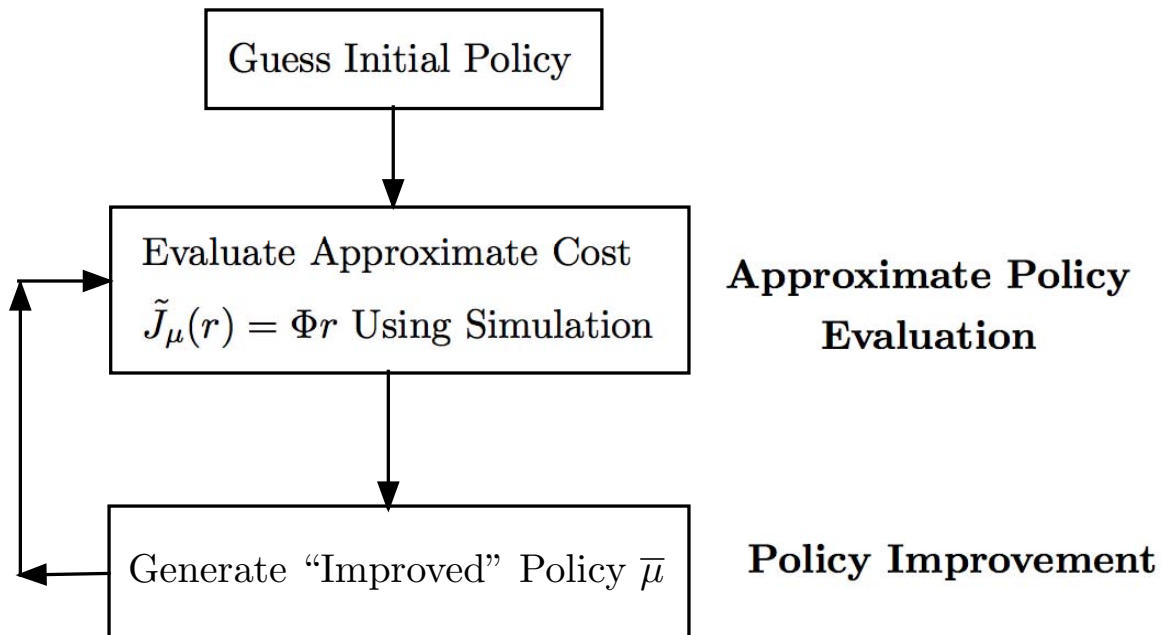 Guess Initial Policy
Evaluate Approximate Cost
J̃μ(r) = Φr Using Simulation
Approximate Policy
Evaluation
Generate “Improved” Policy μ̅
Policy Improvement